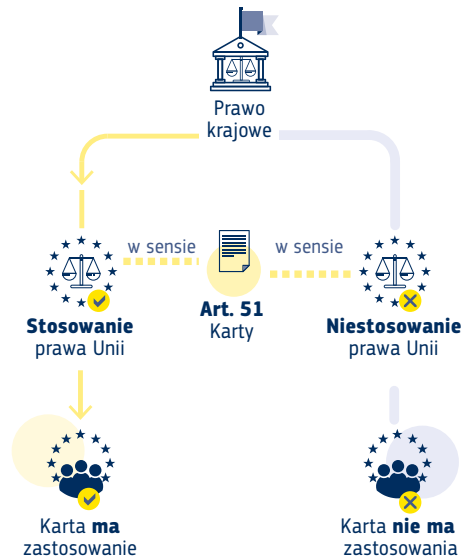 Prawo
krajowe
w sensie
w sensie
Art. 51
Karty
Stosowanie
prawa Unii
Niestosowanie
prawa Unii
Karta ma
zastosowanie
Karta nie ma
zastosowania